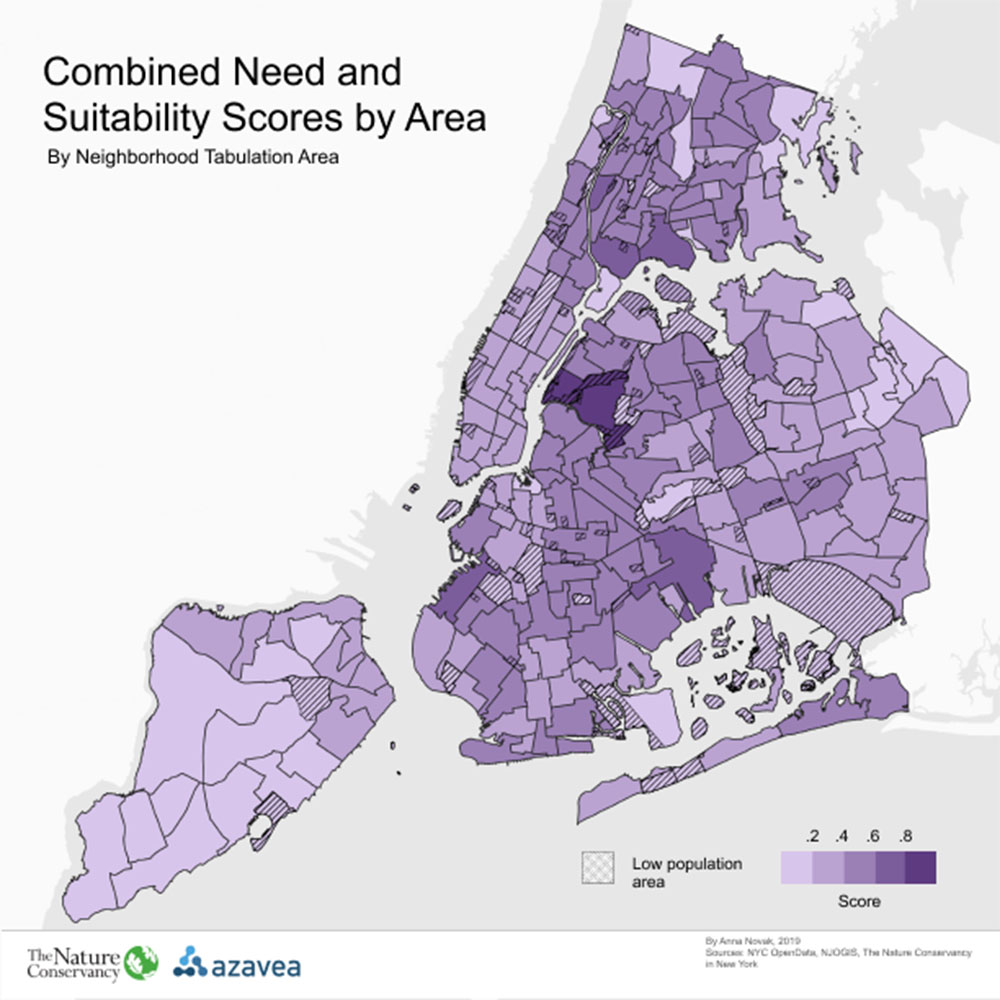 Combined Need and
Suitability Scores by Area
By Neighborhood Tabulation Area
.2 .4 .6 .8
Low population
area
Score
The Nature
Conservancy
azavea
By Anna Novak, 2019
Sources: NYC OpenData, NJOGIS, The Nature Conservancy
in New York